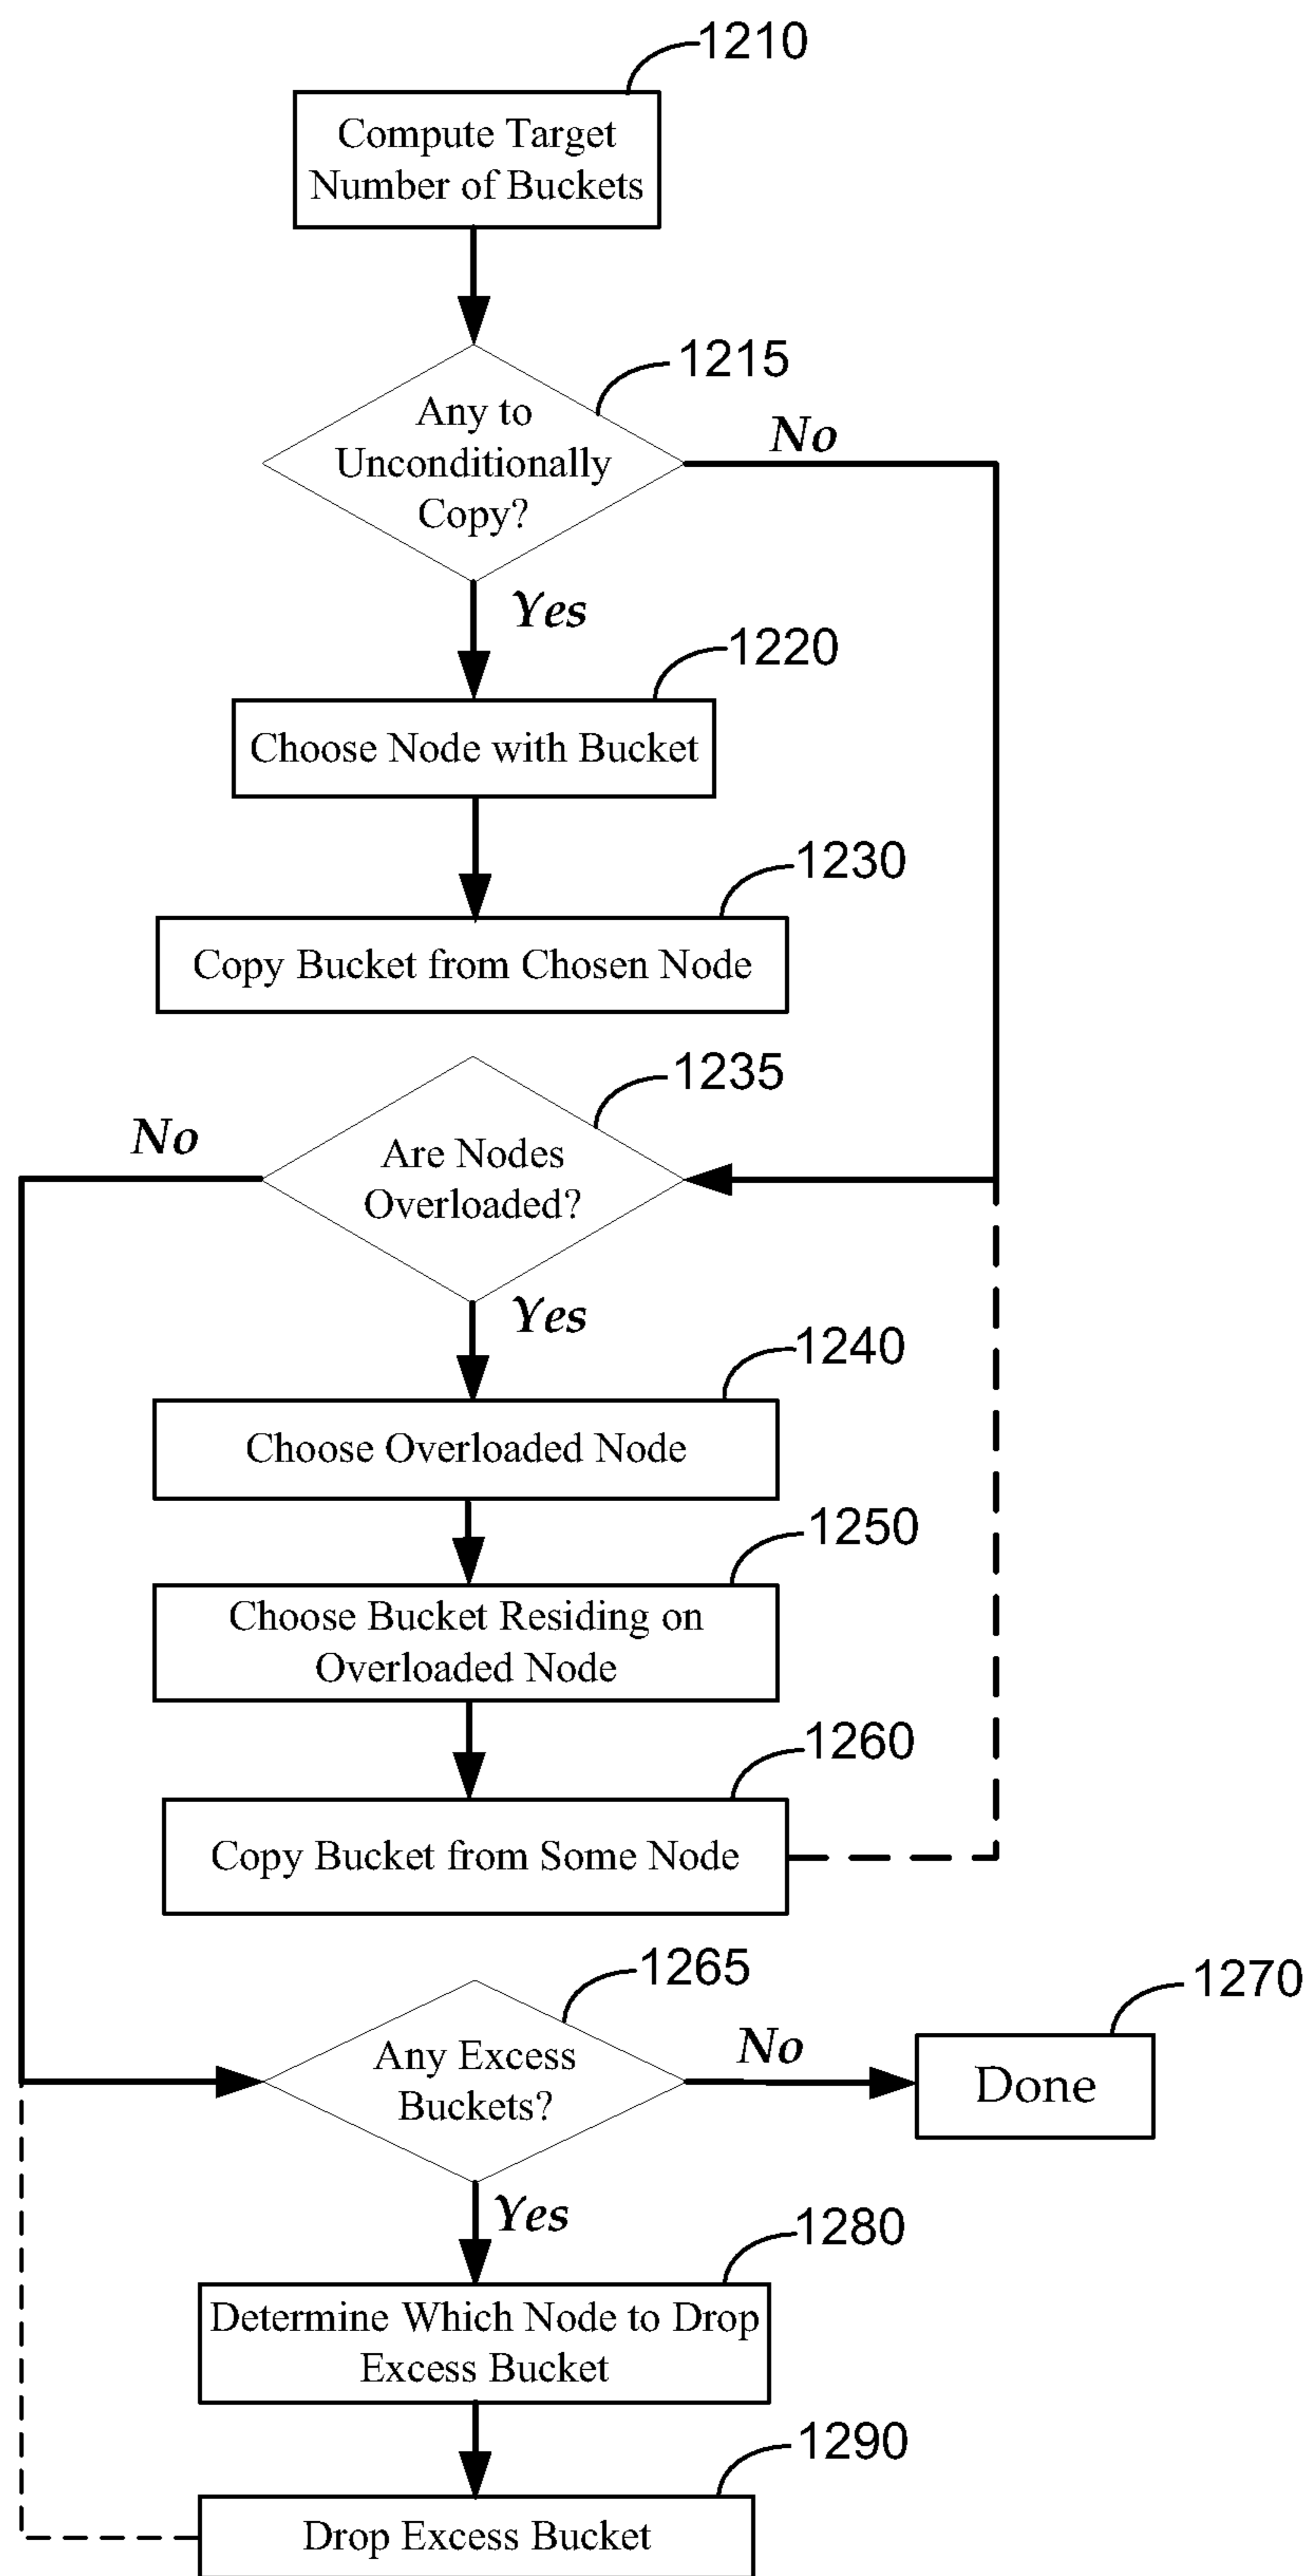 1210
Compute Target
Number of Buckets
1215
Any to
Unconditionally
Copy?
No
Yes
1220
Choose Node with Bucket
1230
Copy Bucket from Chosen Node
1235
No
Are Nodes
Overloaded?
Yes
1240
Choose Overloaded Node
1250
Choose Bucket Residing on
Overloaded Node
1260
Copy Bucket from Some Node
1265
1270
Any Excess
Buckets?
No
Done
Yes
1280
Determine Which Node to Drop
Excess Bucket
1290
Drop Excess Bucket